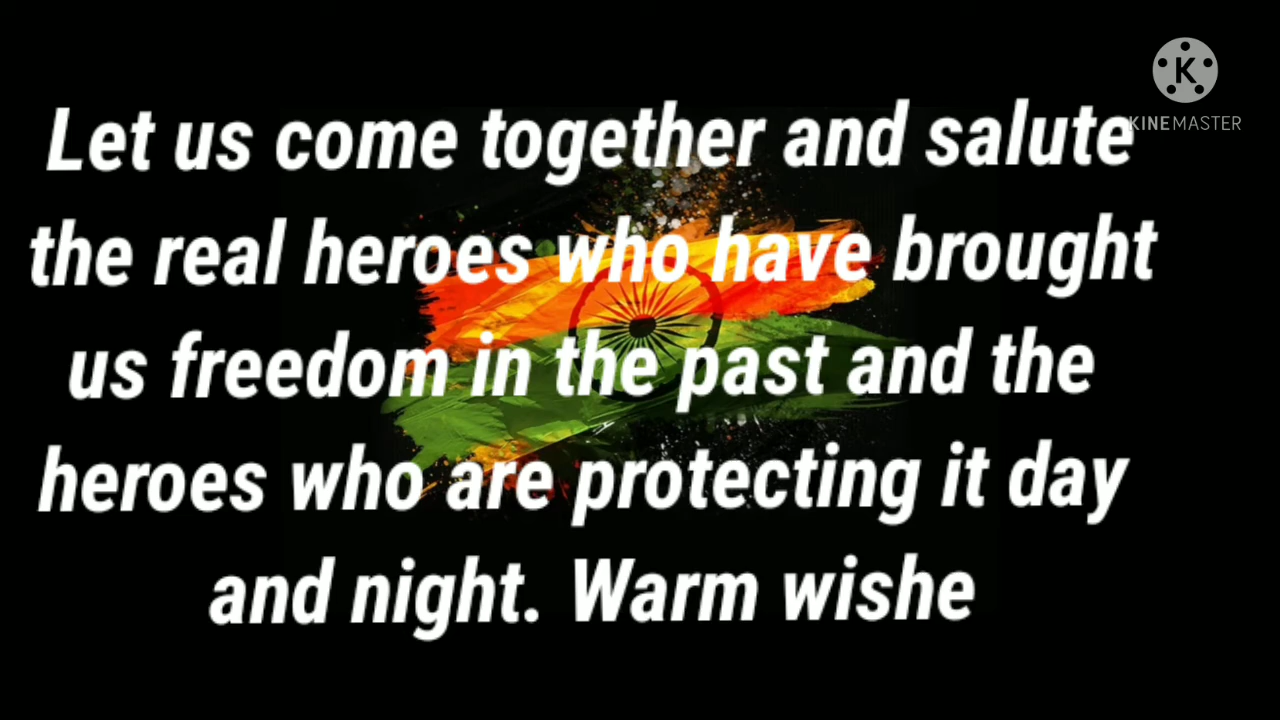 KINEMASTER
Let us come together and salute
the real heroes who have brought
us freedom in the past and the
heroes who are protecting it day
and night. Warm wishe